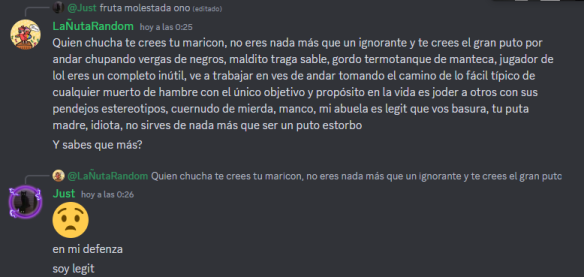 @Just fruta molestada ono (editado)
LaÑutaRandom hoy a las 0:25
Quien chucha te crees tu maricon, no eres nada más que un ignorante y te crees el gran puto por
andar chupando vergas de negros, maldito traga sable, gordo termotanque de manteca, jugador de
lol eres un completo inútil, ve a trabajar en ves de andar tomando el camino de lo fácil típico de
cualquier muerto de hambre con el único objetivo y propósito en la vida es joder a otros con sus
pendejos estereotipos, cuernudo de mierda, manco, mi abuela es legit que vos basura, tu puta
madre, idiota, no sirves de nada más que ser un puto estorbo
Y sabes que más?
@LaÑutaRandom Quien chucha te crees tu maricon, no eres nada más que un ignorante y te crees el gran putc
Just hoy a las 0:26
en mi defenza
soy legit